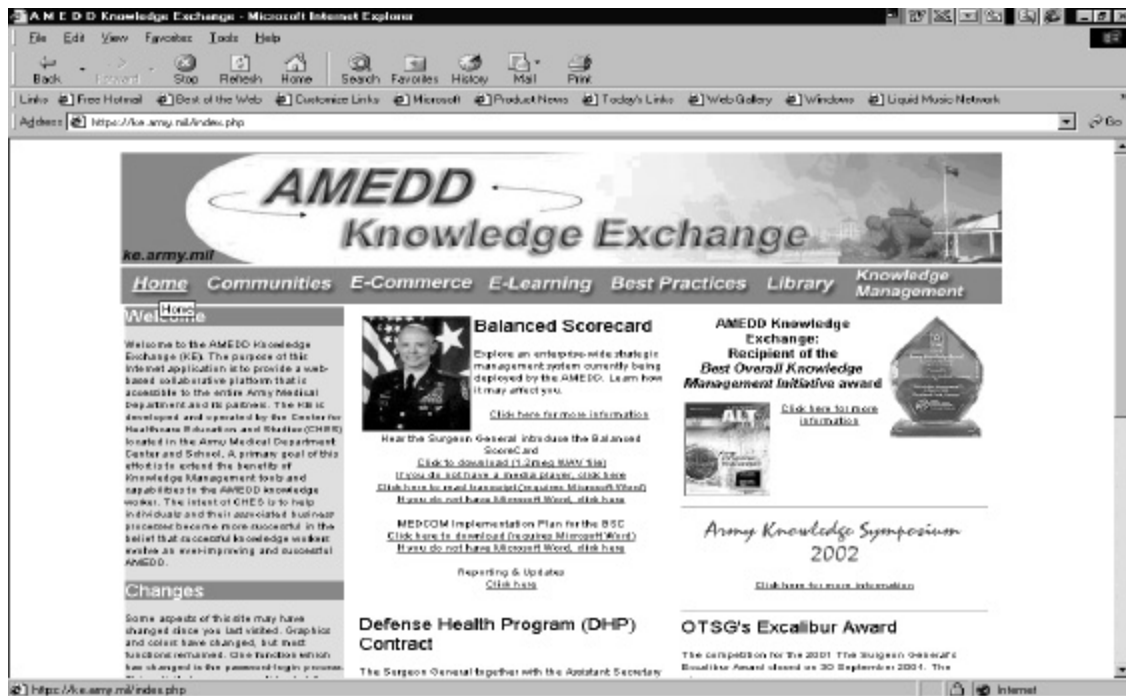 A M E D D Knowledge Exchange - Microsoft Internet Explorer
File Edit View Favorites Tools Help
Back Forward Stop Refresh Home Search Favorites History Mail Print
Links Free Hotmail Best of the Web Customize Links Microsoft Product News Today's Links Web Gallery Windows Liquid Music Network
Address https://ke.army.mil/index.php Go
AMEDD
Knowledge Exchange
ke.army.mil
Home Communities E-Commerce E-Learning Best Practices Library Knowledge Management
Home
Welcome
Welcome to the AMEDD Knowledge
Exchange (KE). The purpose of this
Internet application is to provide a web-
based collaborative platform that is
accessible to the entire Army Medical
Department and its partners. The KE is
developed and operated by the Center for
Healthcare Education and Studies (CHES)
located in the Army Medical Department
Center and School. A primary goal of this
effort is to extend the benefits of
Knowledge Management tools and
capabilities to the AMEDD knowledge
worker. The intent of CHES is to help
individuals and their associated business
processes become more successful in the
belief that successful knowledge workers
evolve an ever-improving and successful
AMEDD.
Changes
Some aspects of this site may have
changed since you last visited. Graphics
and colors have changed, but most
functions remained. One function which
has changed is the password-login process.
Balanced Scorecard
Explore an enterprise-wide strategic
management system currently being
deployed by the AMEDD. Learn how
it may affect you.
Click here for more information
Hear the Surgeon General introduce the Balanced
ScoreCard
Click to download (1.2meg WAV file)
If you do not have a media player, click here
Click here to read transcript (requires Microsoft Word)
If you do not have Microsoft Word, click here
MEDCOM Implementation Plan for the BSC
Click here to download (requires Microsoft Word)
If you do not have Microsoft Word, click here
Reporting & Updates
Click here
Defense Health Program (DHP)
Contract
The Surgeon General together with the Assistant Secretary
AMEDD Knowledge
Exchange:
Recipient of the
Best Overall Knowledge
Management Initiative award
ALT
Click here for more
information
Army Knowledge Symposium
2002
Click here for more information
OTSG's Excalibur Award
The competition for the 2001 The Surgeon General's
Excalibur Award closed on 30 September 2001. The
https://ke.army.mil/index.php Internet